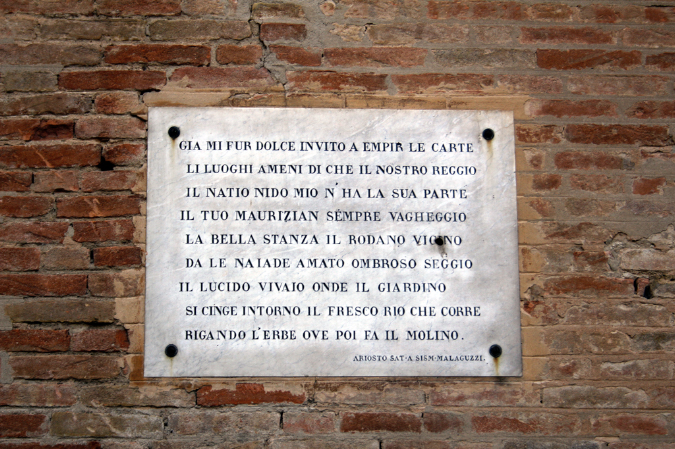 GIA MI FUR DOLCE INVITO A EMPIR LE CARTE
LI LUOGHI AMENI DI CHE IL NOSTRO REGGIO
IL NATIO NIDO MIO N'HA LA SUA PARTE
IL TUO MAURIZIAN SÉMPRE VAGHEGGIO
LA BELLA STANZA IL RODANO VICINO
DA LE NAIADE AMATO OMBROSO SEGGIO
IL LUCIDO VIVAIO ONDE IL GIARDINO
SI CINGE INTORNO IL FRESCO RIO CHE CORRE
RIGANDO L'ERBE OVE POI FA IL MOLINO.
ARIOSTO SAT. A SISM. MALAGUZZI.